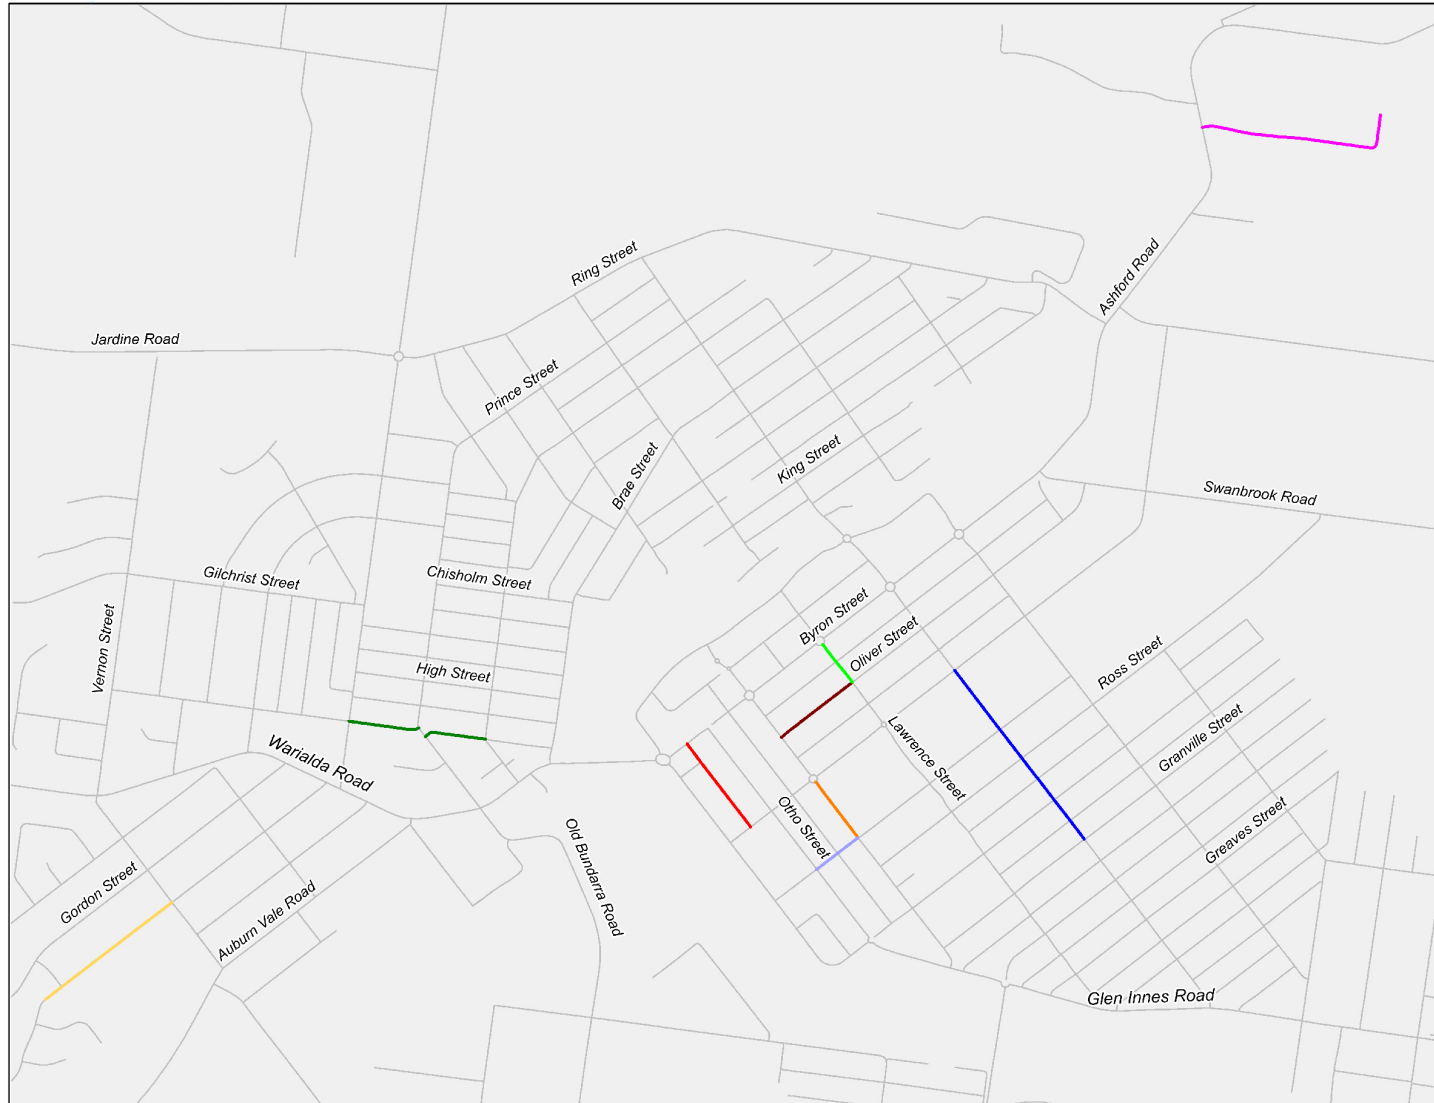 Ring Street
Ashford Road
Jardine Road
Prince Street
King Street
Brae Street
Swanbrook Road
Gilchrist Street
Chisholm Street
Byron Street
Vernon Street
Oliver Street
High Street
Ross Street
Lawrence Street
Granville Street
Warialda Road
Otho Street
Greaves Street
Old Bundarra Road
Gordon Street
Auburn Vale Road
Glen Innes Road